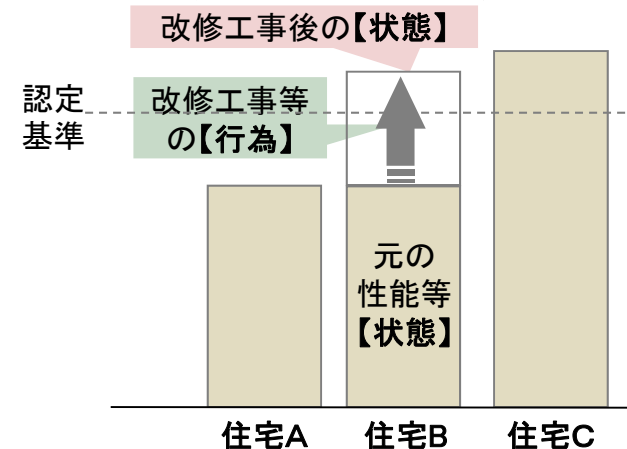 改修工事後の【状態】
認定
基準
改修工事等
の【行為】
元の
性能等
【状態】
住宅A
住宅B
住宅C